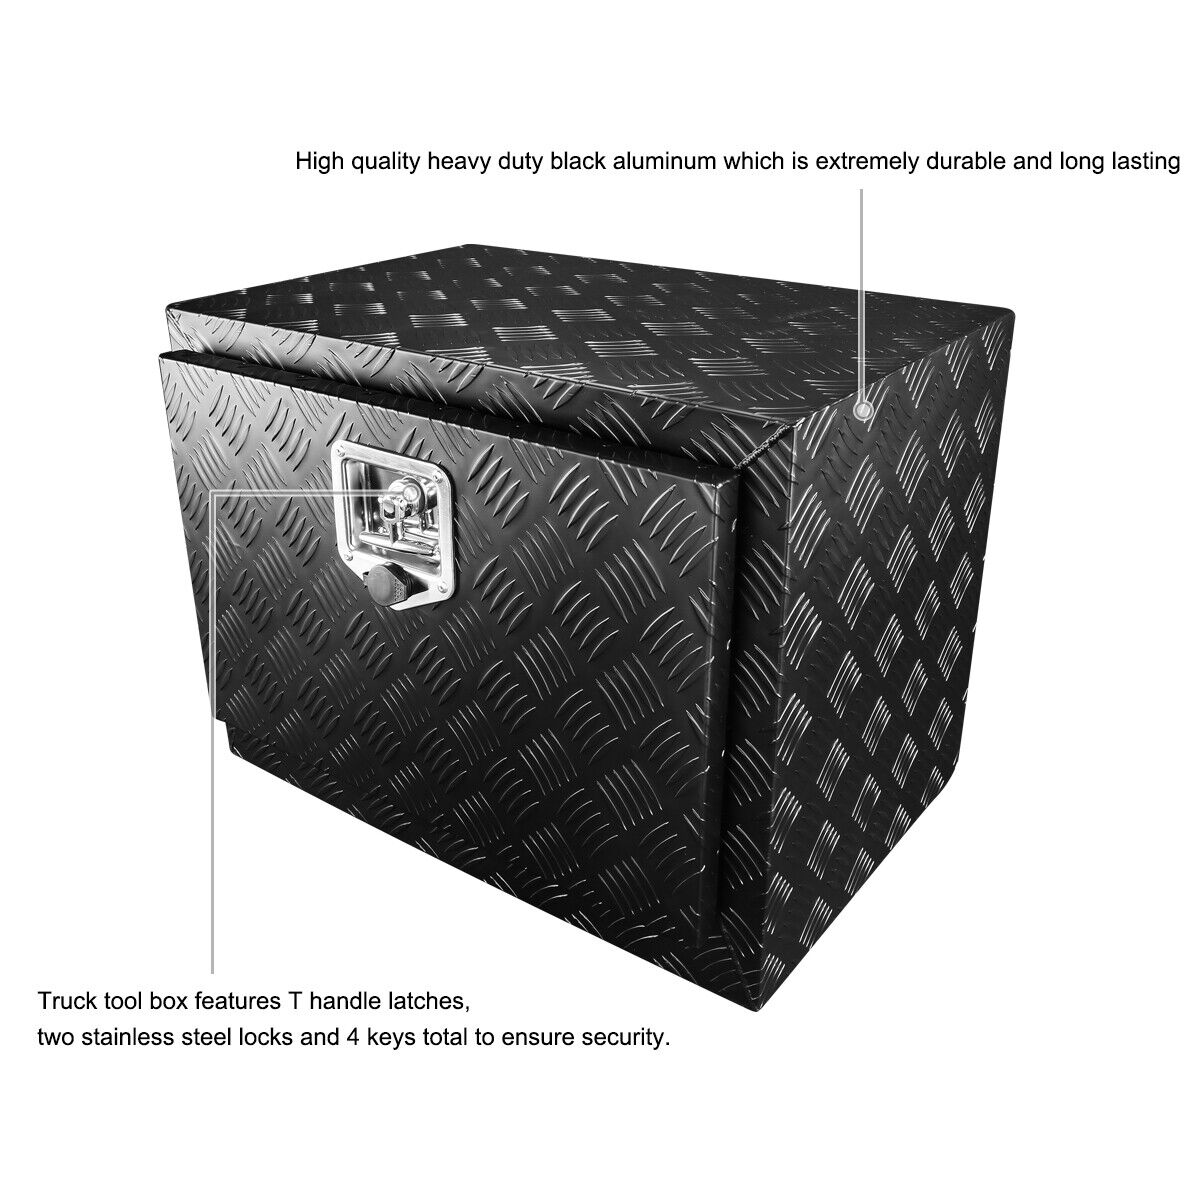 High quality heavy duty black aluminum which is extremely durable and long lasting
Truck tool box features T handle latches,
two stainless steel locks and 4 keys total to ensure security.